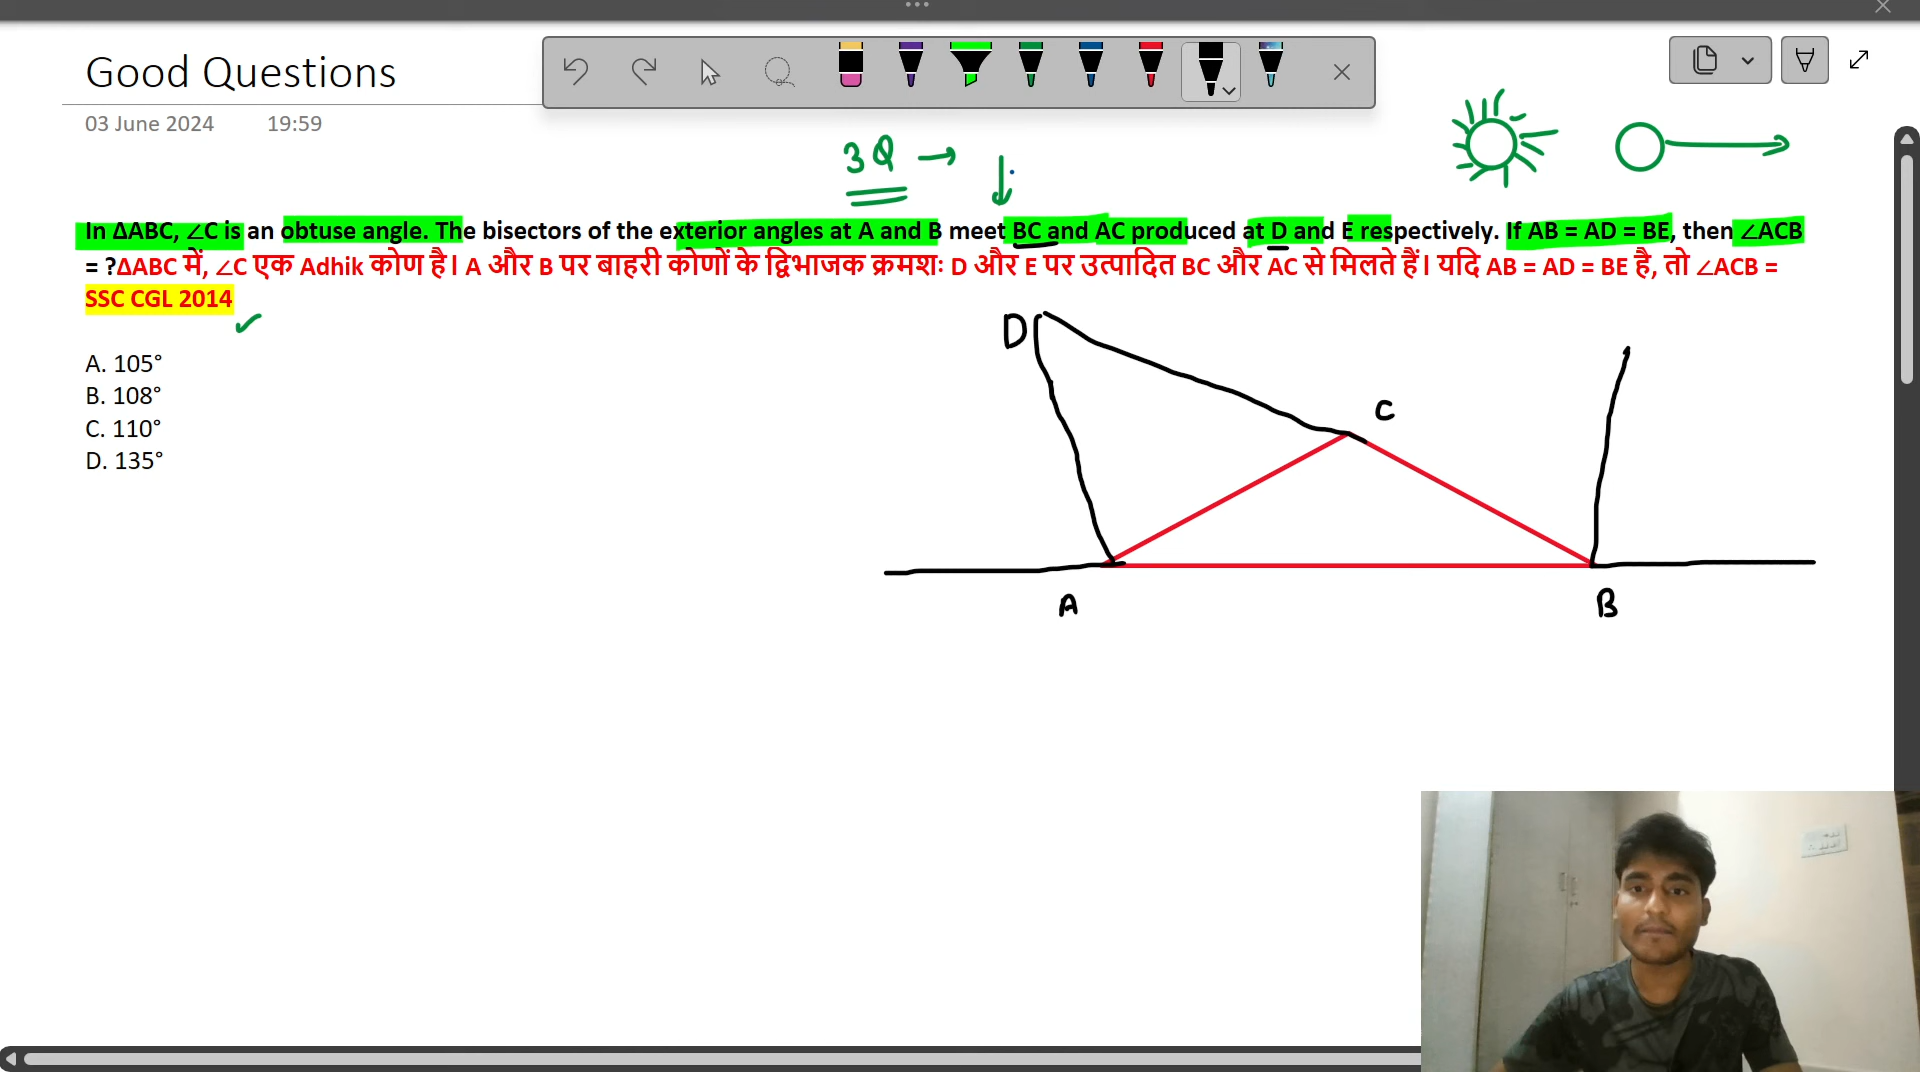 Good Questions
03 June 2024 19:59
3Q →
In ΔABC, ∠C is an obtuse angle. The bisectors of the exterior angles at A and B meet BC and AC produced at D and E respectively. If AB = AD = BE, then ∠ACB
= ?ΔABC में, ∠C एक Adhik कोण है। A और B पर बाहरी कोणों के द्विभाजक क्रमशः D और E पर उत्पादित BC और AC से मिलते हैं। यदि AB = AD = BE है, तो ∠ACB =
SSC CGL 2014
A. 105°
B. 108°
C. 110°
D. 135°
D
C
A
B